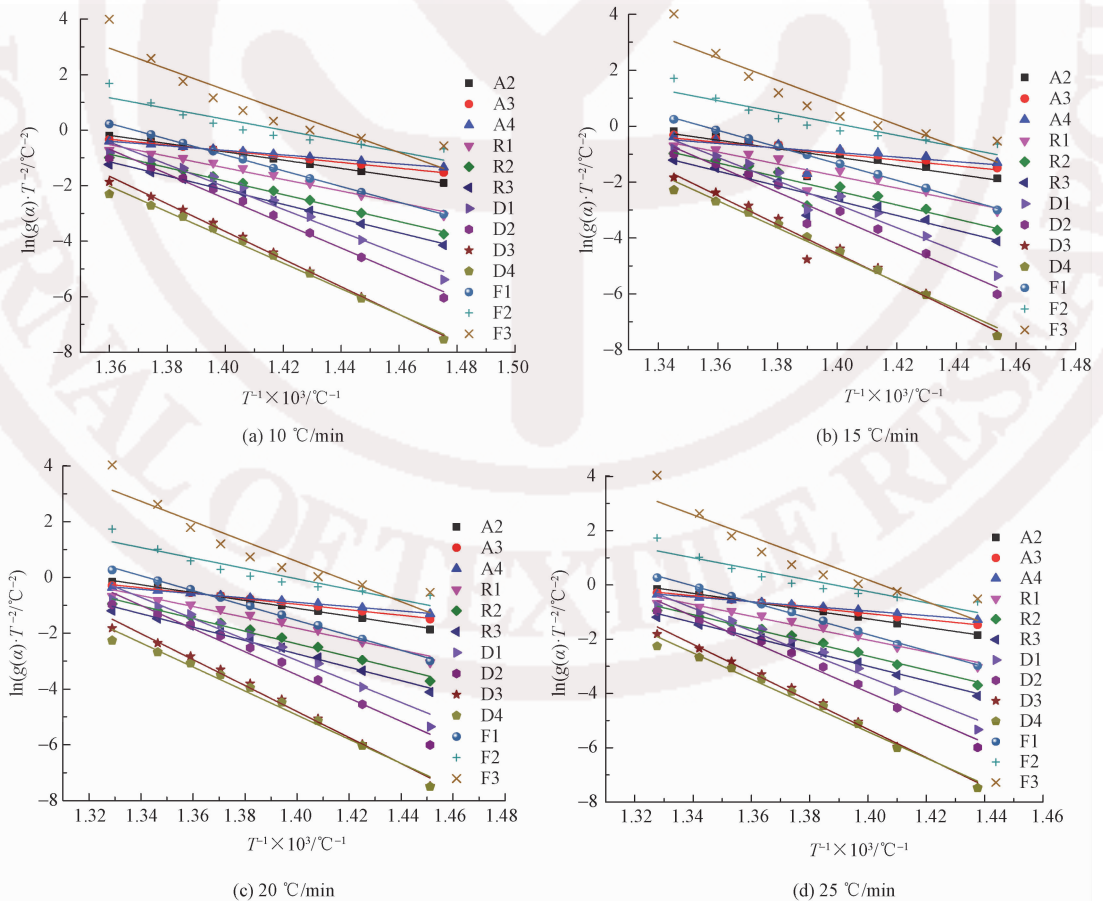 4
2
0
−2
−4
−6
−8
ln(g(α)·T⁻²/℃⁻²)
1.36 1.38 1.40 1.42 1.44 1.46 1.48 1.50
T⁻¹×10³/℃⁻¹
A2
A3
A4
R1
R2
R3
D1
D2
D3
D4
F1
F2
F3
(a) 10 ℃/min
4
2
0
−2
−4
−6
−8
ln(g(α)·T⁻²/℃⁻²)
1.34 1.36 1.38 1.40 1.42 1.44 1.46 1.48
T⁻¹×10³/℃⁻¹
A2
A3
A4
R1
R2
R3
D1
D2
D3
D4
F1
F2
F3
(b) 15 ℃/min
4
2
0
−2
−4
−6
−8
ln(g(α)·T⁻²/℃⁻²)
1.32 1.34 1.36 1.38 1.40 1.42 1.44 1.46 1.48
T⁻¹×10³/℃⁻¹
A2
A3
A4
R1
R2
R3
D1
D2
D3
D4
F1
F2
F3
(c) 20 ℃/min
4
2
0
−2
−4
−6
−8
ln(g(α)·T⁻²/℃⁻²)
1.32 1.34 1.36 1.38 1.40 1.42 1.44 1.46
T⁻¹×10³/℃⁻¹
A2
A3
A4
R1
R2
R3
D1
D2
D3
D4
F1
F2
F3
(d) 25 ℃/min
JOURNAL OF TEXTILE RESEARCH